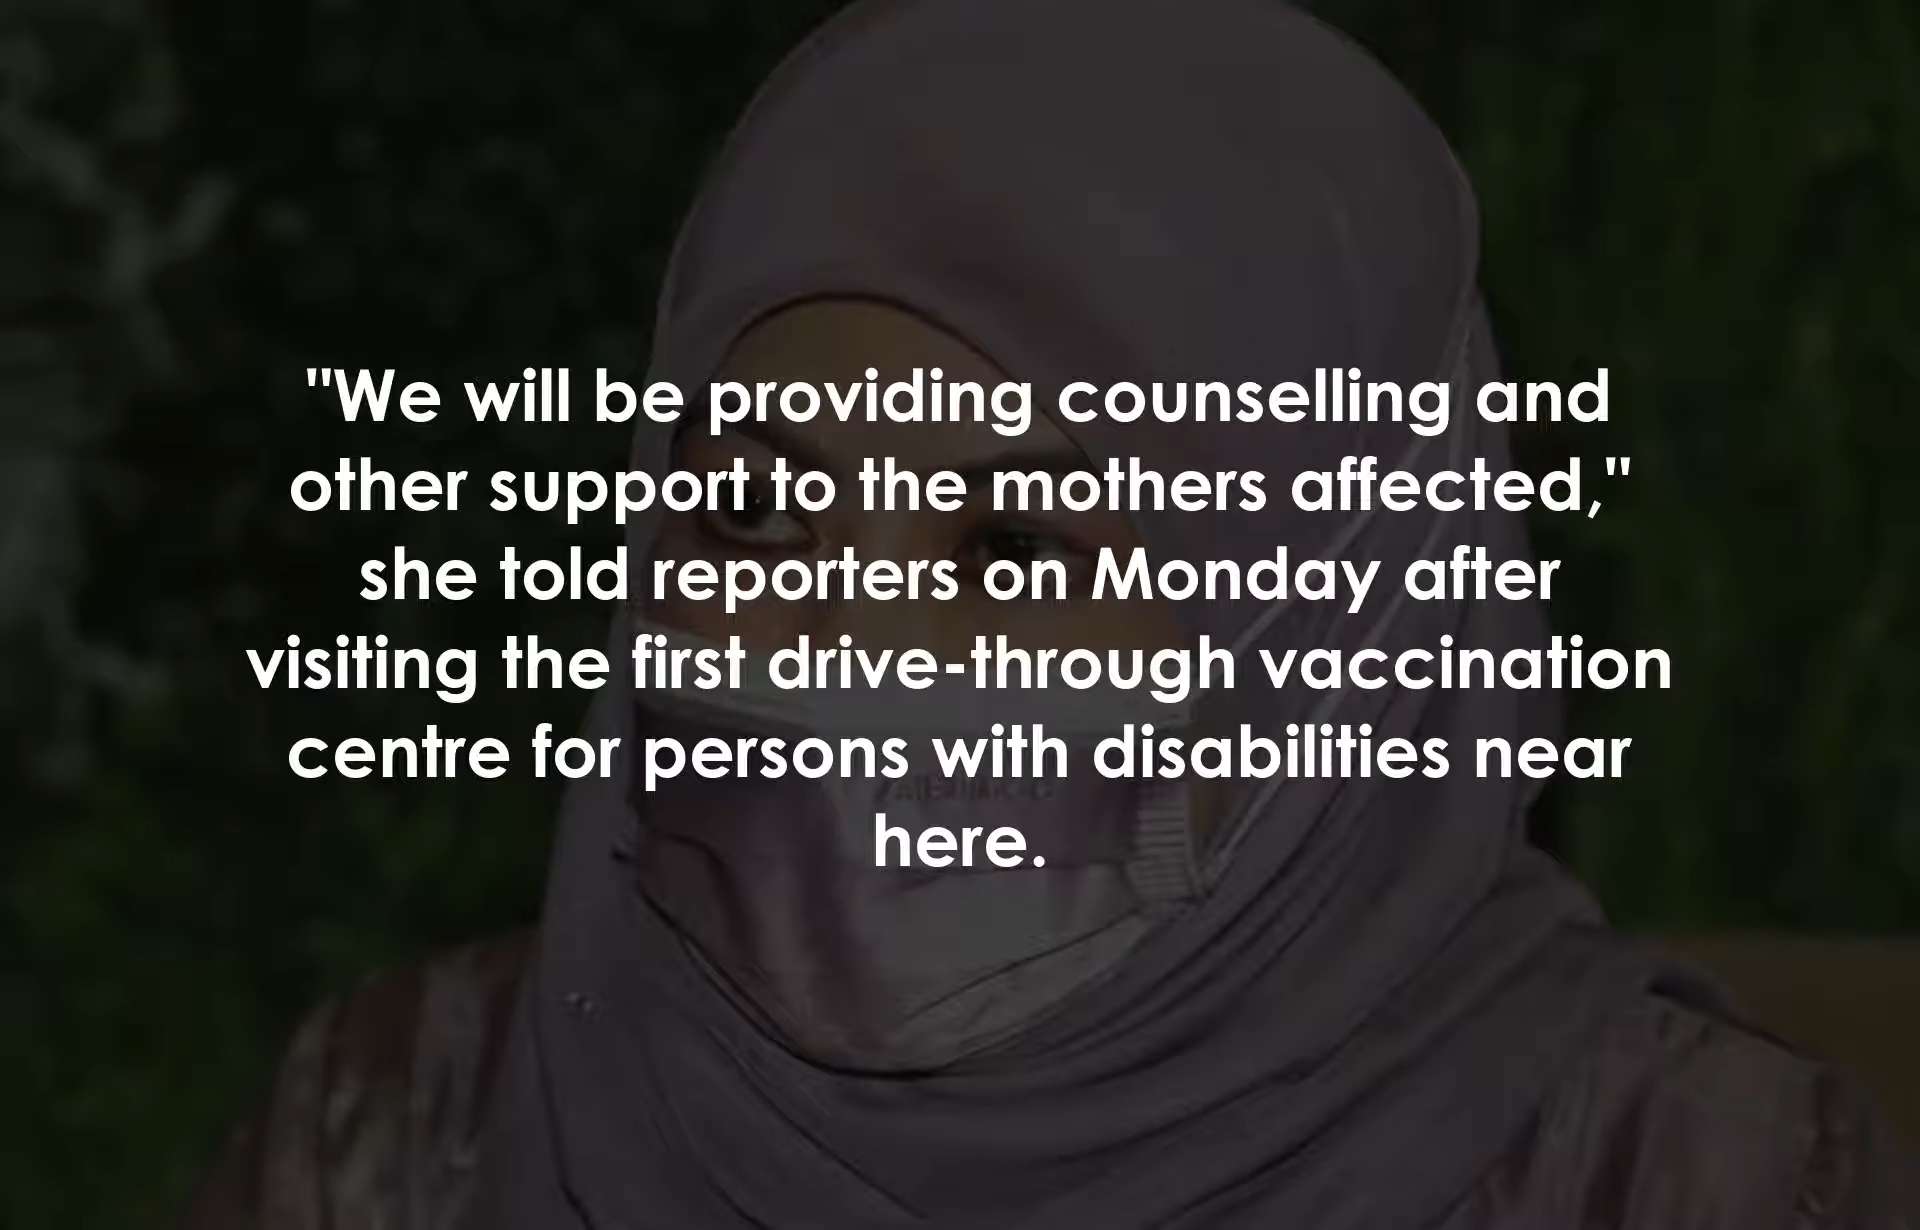 "We will be providing counselling and
other support to the mothers affected,"
she told reporters on Monday after
visiting the first drive-through vaccination
centre for persons with disabilities near
here.